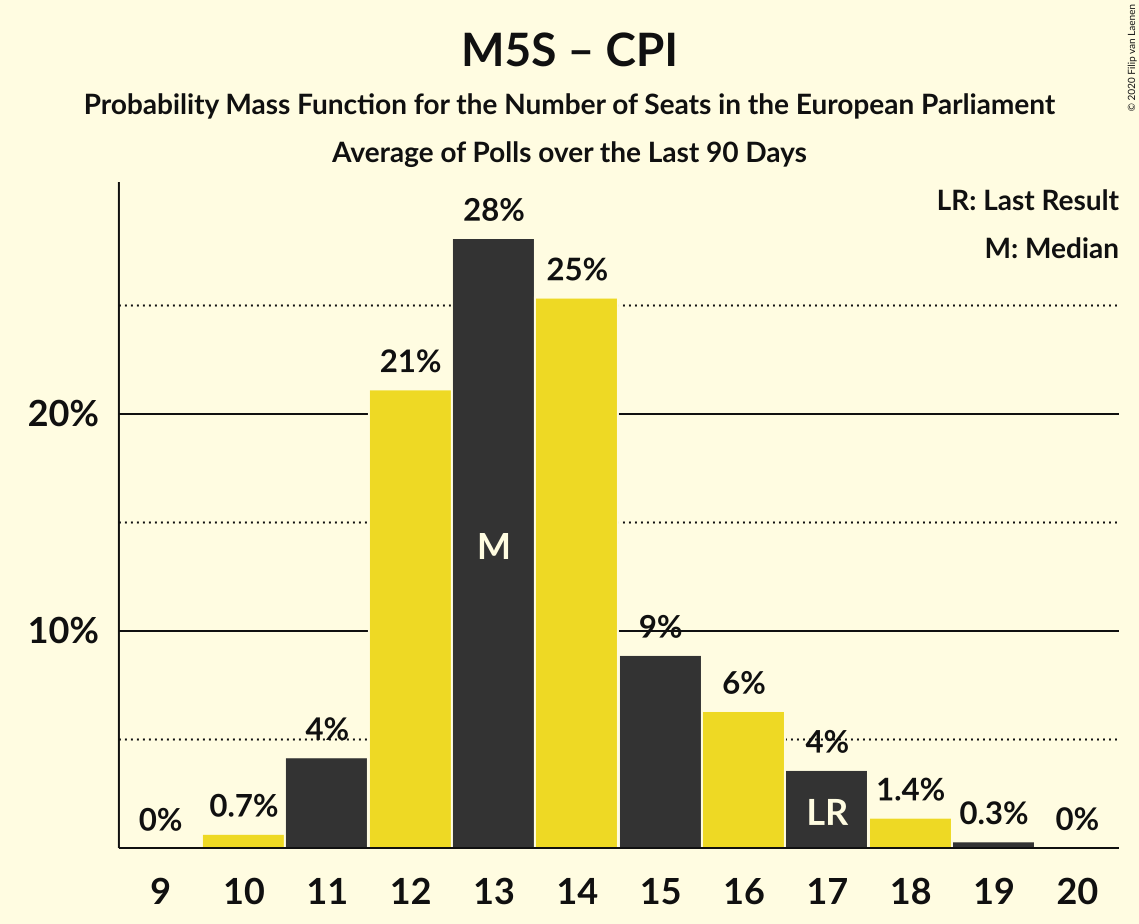 M5S – CPI
Probability Mass Function for the Number of Seats in the European Parliament
Average of Polls over the Last 90 Days
© 2020 Filip van Laenen
LR: Last Result
M: Median
28%
25%
21%
20%
M
10%
9%
6%
4%
4%
LR
1.4%
0.7%
0.3%
0%
0%
9 10 11 12 13 14 15 16 17 18 19 20